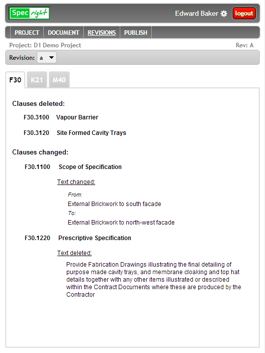 Spec right
Edward Baker
logout
PROJECT DOCUMENT REVISIONS PUBLISH
Project: D1 Demo Project
Rev: A
Revision: a
F30 K21 M40
Clauses deleted:
F30.3100 Vapour Barrier
F30.3120 Site Formed Cavity Trays
Clauses changed:
F30.1100 Scope of Specification
Text changed:
From:
External Brickwork to south facade
To:
External Brickwork to north-west facade
F30.1220 Prescriptive Specification
Text deleted:
Provide Fabrication Drawings illustrating the final detailing of
purpose made cavity trays, and membrane cloaking and top hat
details together with any other items illustrated or described
within the Contract Documents where these are produced by the
Contractor